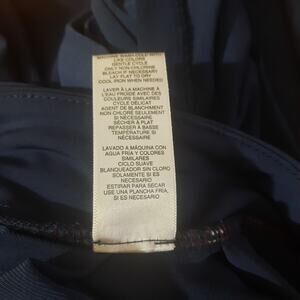 MACHINE WASH COLD WITH
LIKE COLORS
GENTLE CYCLE
ONLY NON-CHLORINE
BLEACH IF NECESSARY
LAY FLAT TO DRY
COOL IRON WHEN NEEDED
LAVER À LA MACHINE À
L'EAU FROIDE AVEC DES
COULEURS SIMILAIRES
CYCLE DÉLICAT
AGENT DE BLANCHIMENT
NON CHLORÉ SEULEMENT
SI NÉCESSAIRE
SÉCHER À PLAT
REPASSER À BASSE
TEMPÉRATURE SI
NÉCESSAIRE
LAVADO A MÁQUINA CON
AGUA FRIA Y COLORES
SIMILARES
CICLO SUAVE
BLANQUEADOR SIN CLORO
SOLAMENTE SI ES
NECESARIO
ESTIRAR PARA SECAR
USE UNA PLANCHA FRIA,
SI ES NECESARIO